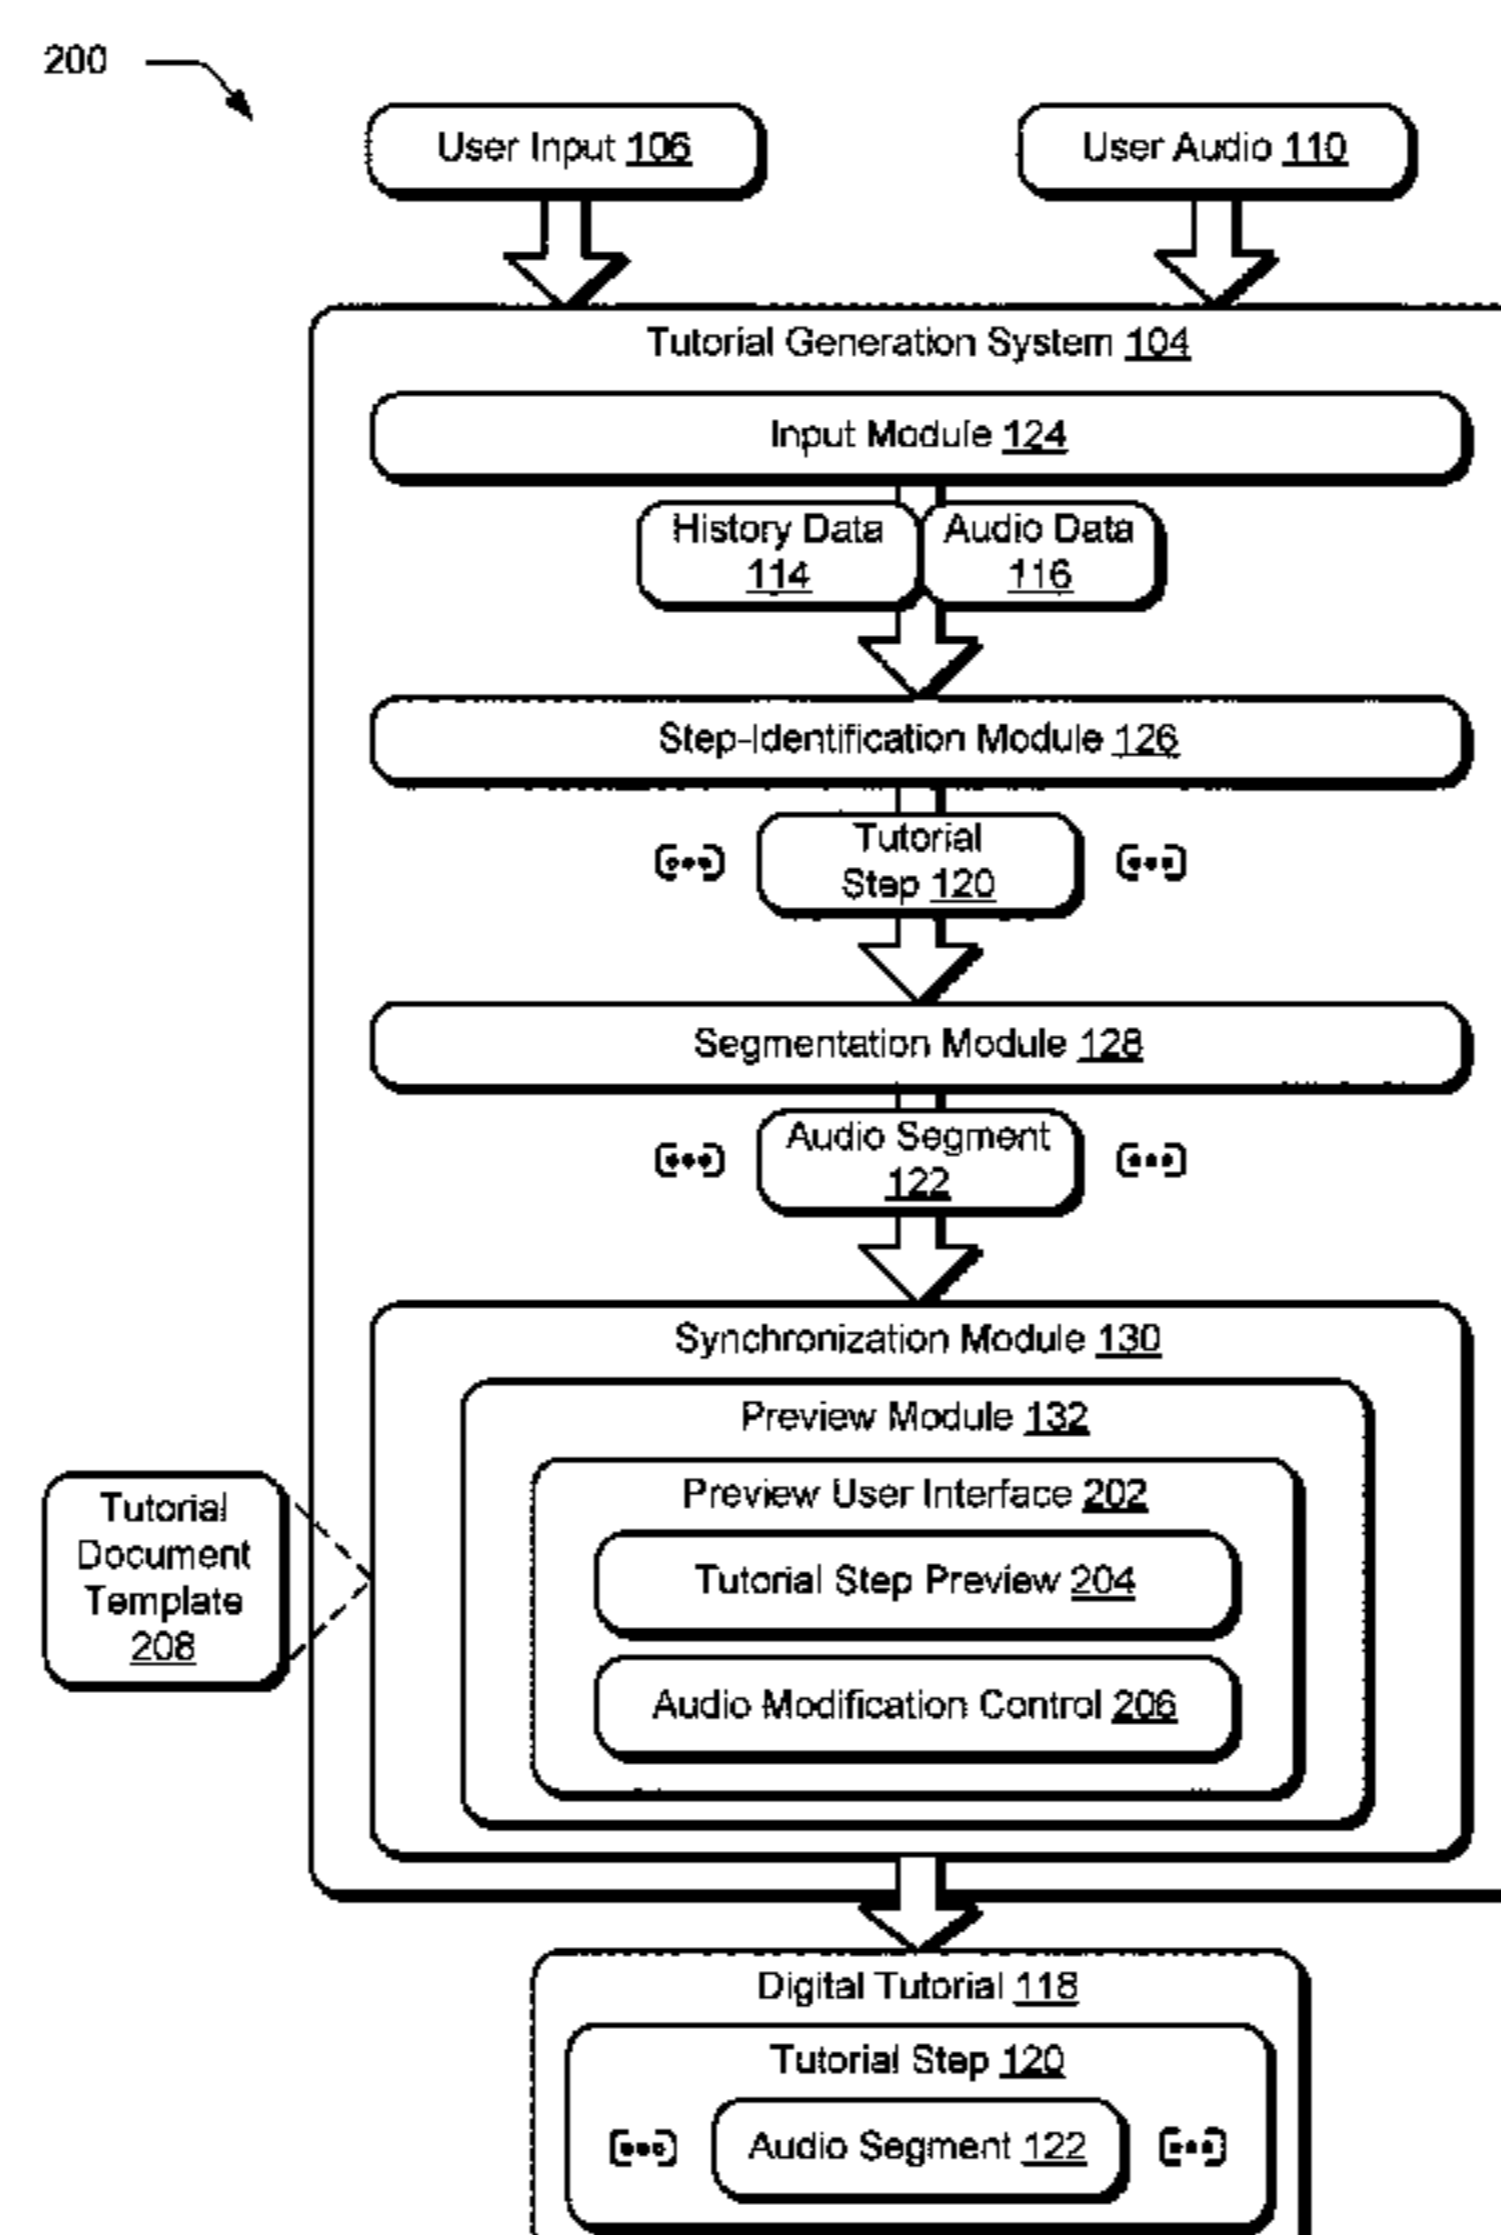 200
User Input 106
User Audio 110
Tutorial Generation System 104
Input Module 124
History Data
114
Audio Data
116
Step-Identification Module 126
Tutorial
Step 120
Segmentation Module 128
Audio Segment
122
Synchronization Module 130
Preview Module 132
Preview User Interface 202
Tutorial Step Preview 204
Audio Modification Control 206
Tutorial
Document
Template
208
Digital Tutorial 118
Tutorial Step 120
Audio Segment 122